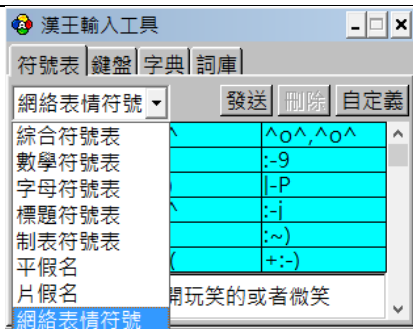 漢王輸入工具
符號表 鍵盤 字典 詞庫
網絡表情符號 發送 刪除 自定義
綜合符號表 ^o^,^o^
數學符號表 :-9
字母符號表 |-P
標題符號表 :-j
制表符號表 :~)
平假名 +:-)
片假名 開玩笑的或者微笑
網絡表情符號